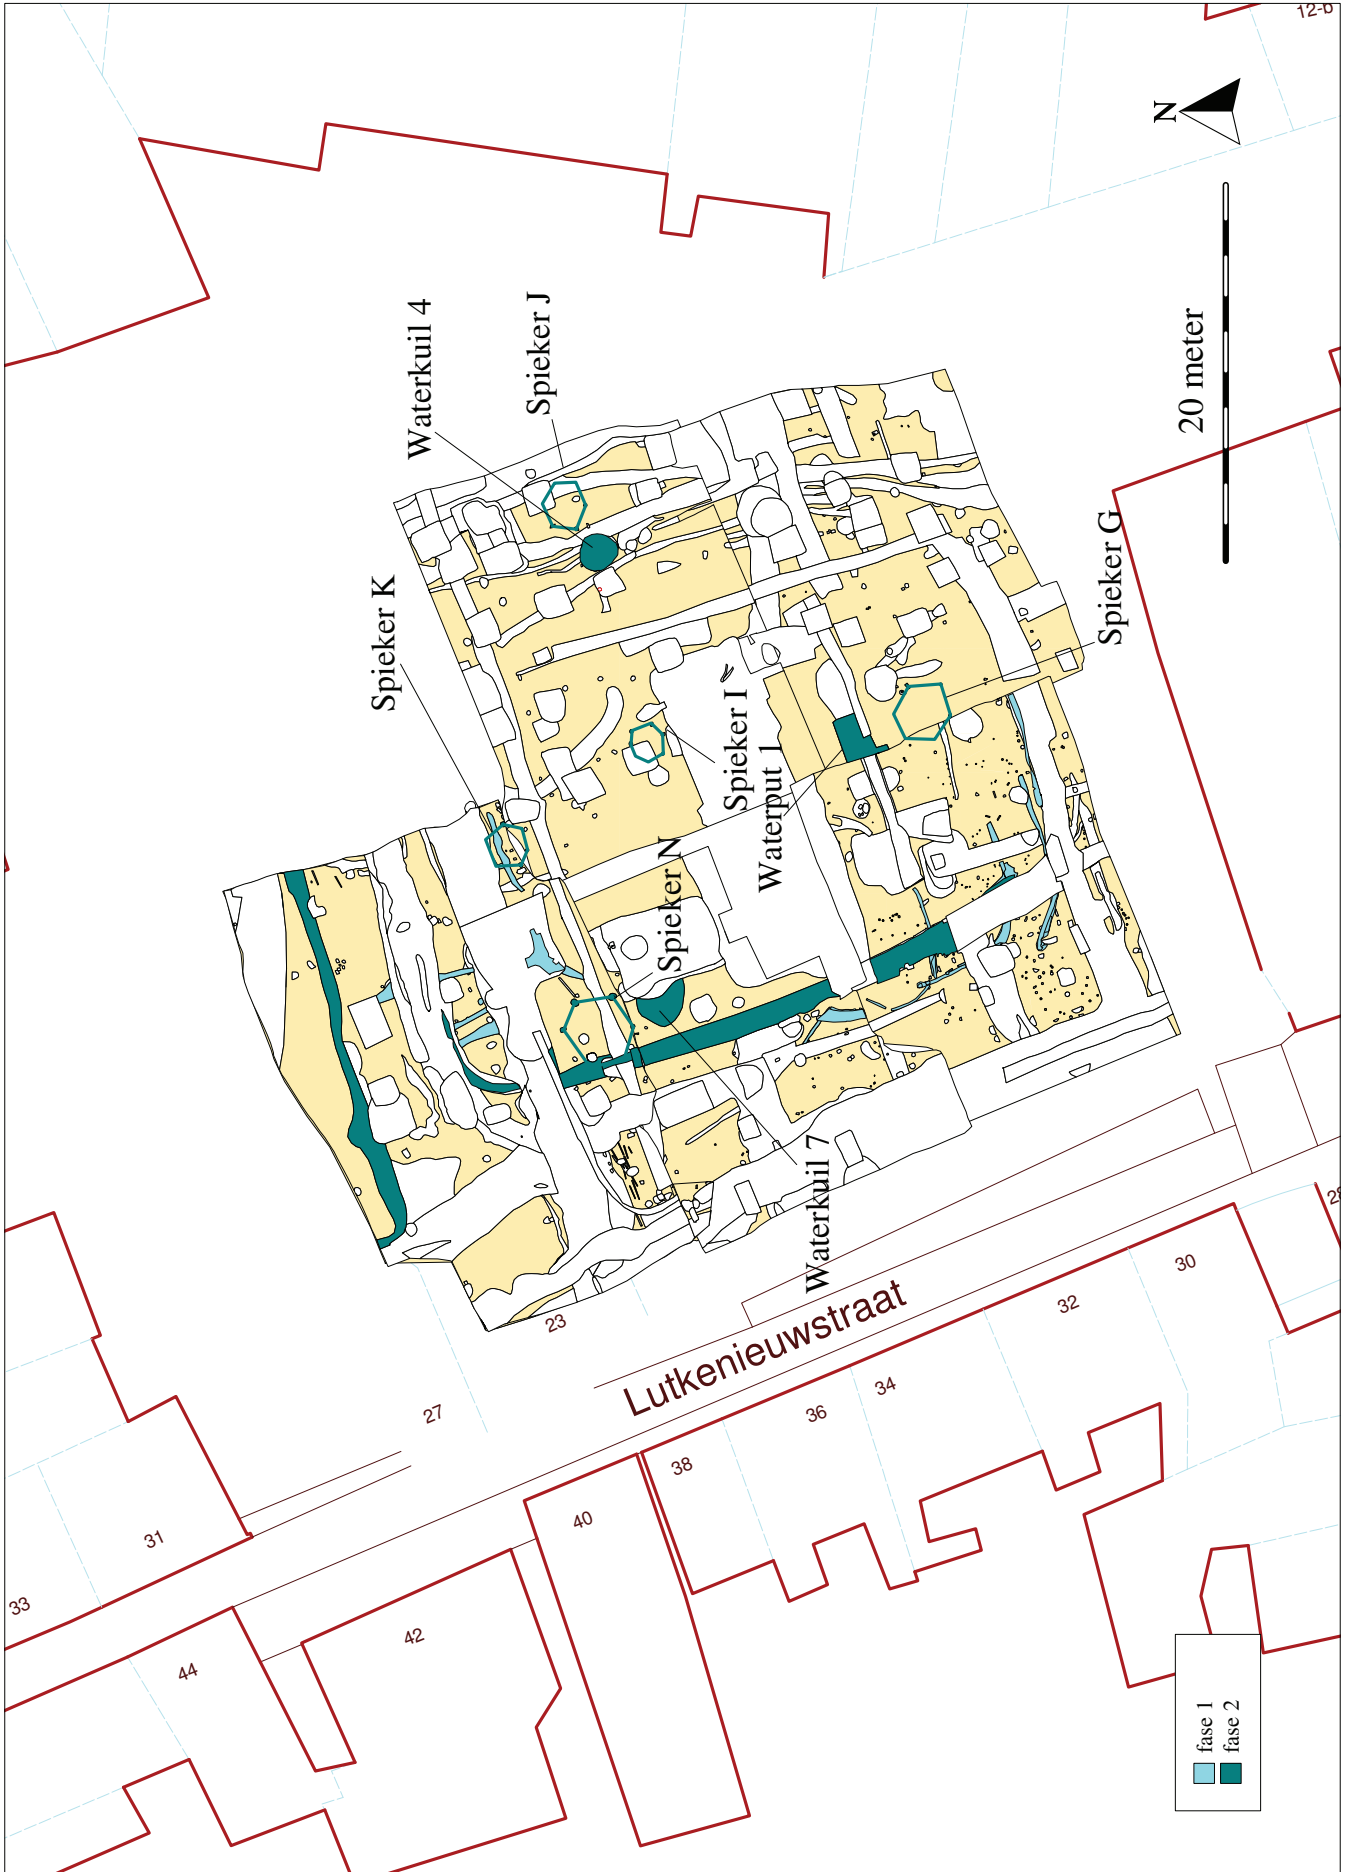 12-b
N
20 meter
Waterkuil 4
Spieker J
Spieker K
Spieker G
Spieker I
Waterput 1
Spieker N
Waterkuil 7
Lutkenieuwstraat
23
27
31
33
28
30
32
34
36
38
40
42
44
fase 1
fase 2